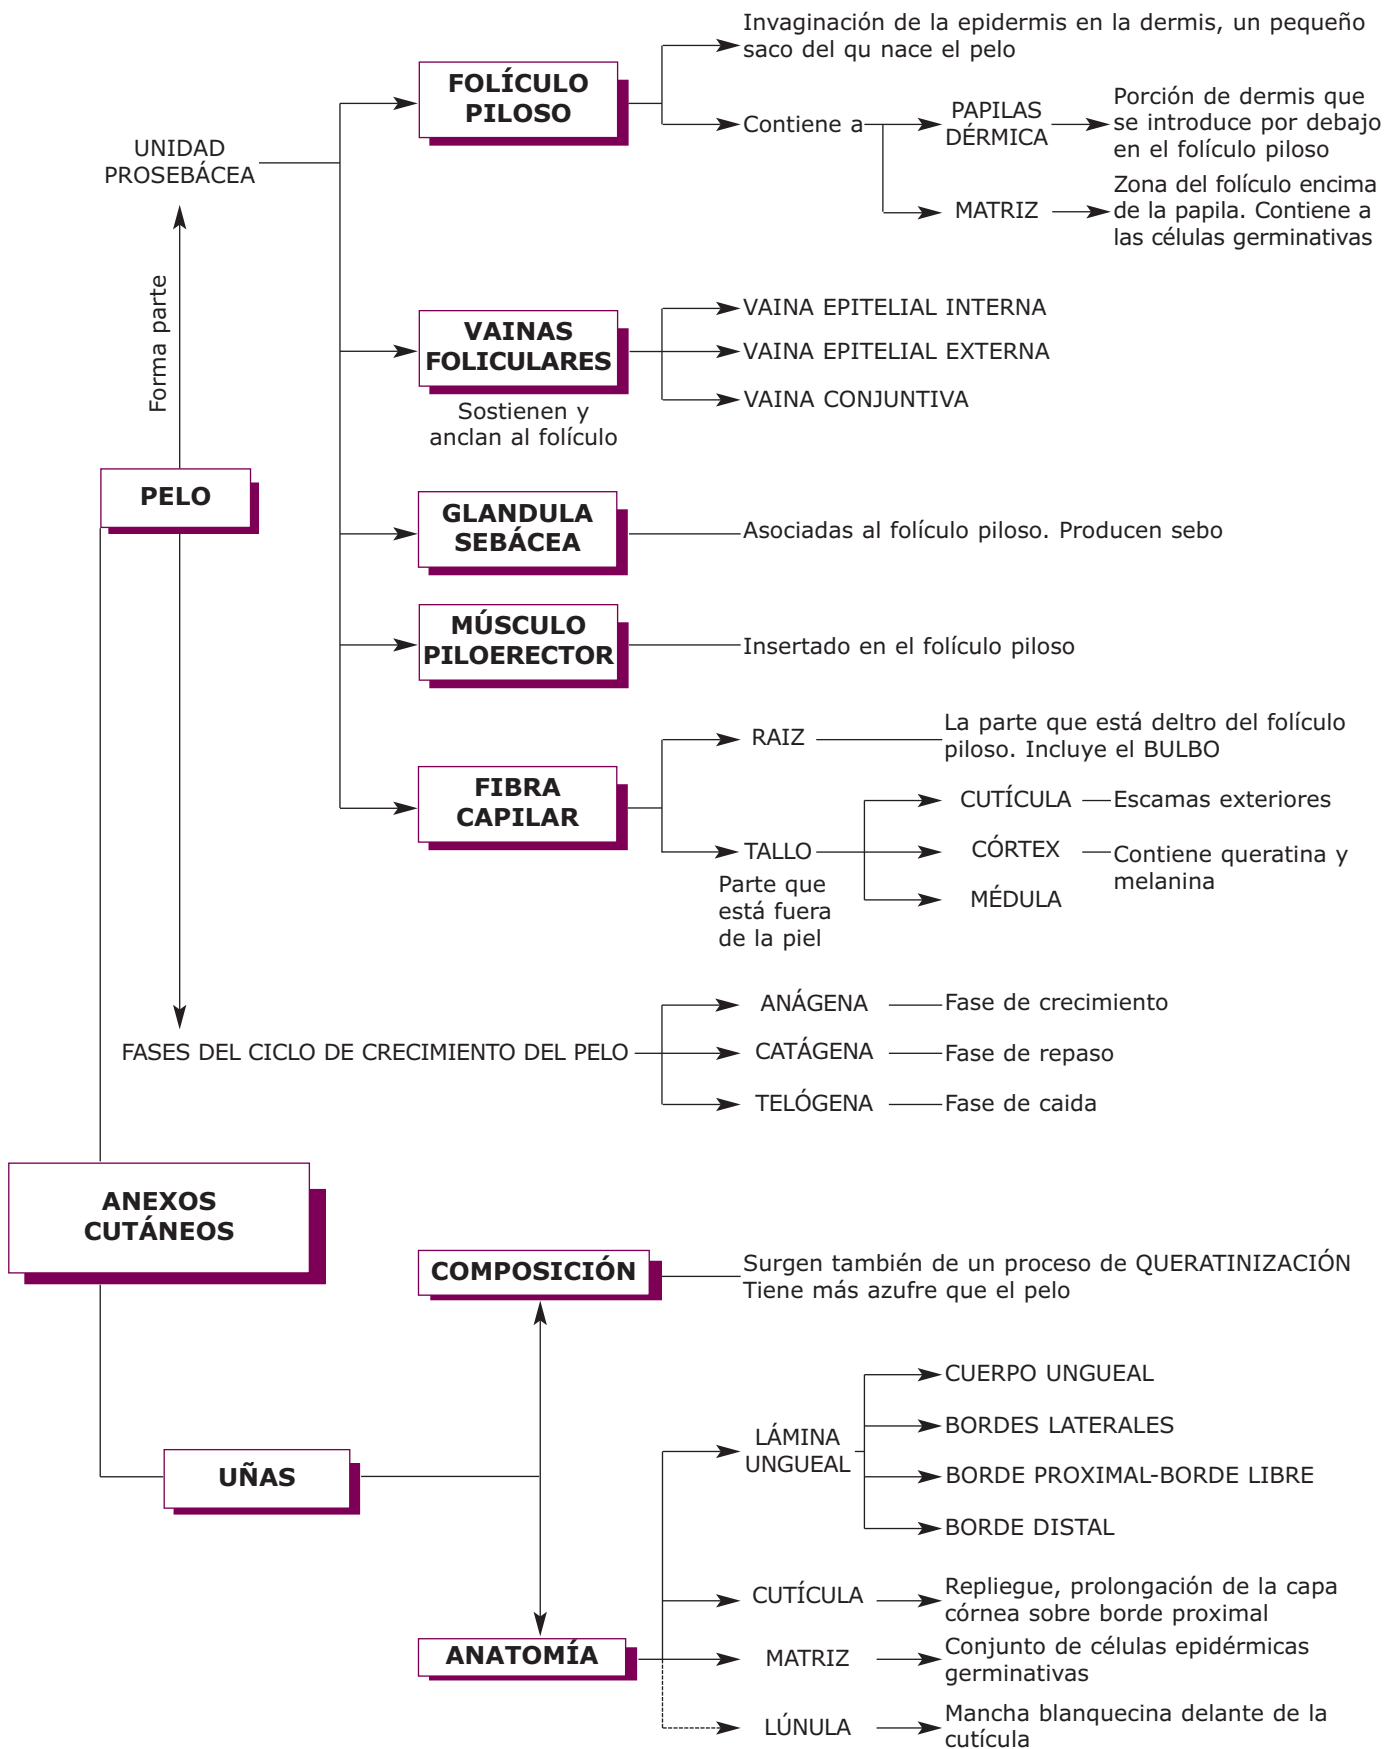 Invaginación de la epidermis en la dermis, un pequeño
saco del qu nace el pelo
FOLÍCULO
PILOSO
Contiene a
PAPILAS
DÉRMICA
Porción de dermis que
se introduce por debajo
en el folículo piloso
MATRIZ
Zona del folículo encima
de la papila. Contiene a
las células germinativas
UNIDAD
PROSEBÁCEA
Forma parte
VAINAS
FOLICULARES
Sostienen y
anclan al folículo
VAINA EPITELIAL INTERNA
VAINA EPITELIAL EXTERNA
VAINA CONJUNTIVA
PELO
GLANDULA
SEBÁCEA
Asociadas al folículo piloso. Producen sebo
MÚSCULO
PILOERECTOR
Insertado en el folículo piloso
FIBRA
CAPILAR
RAIZ
La parte que está deltro del folículo
piloso. Incluye el BULBO
TALLO
Parte que
está fuera
de la piel
CUTÍCULA
Escamas exteriores
CÓRTEX
Contiene queratina y
melanina
MÉDULA
FASES DEL CICLO DE CRECIMIENTO DEL PELO
ANÁGENA
Fase de crecimiento
CATÁGENA
Fase de repaso
TELÓGENA
Fase de caida
ANEXOS
CUTÁNEOS
COMPOSICIÓN
Surgen también de un proceso de QUERATINIZACIÓN
Tiene más azufre que el pelo
UÑAS
LÁMINA
UNGUEAL
CUERPO UNGUEAL
BORDES LATERALES
BORDE PROXIMAL-BORDE LIBRE
BORDE DISTAL
ANATOMÍA
CUTÍCULA
Repliegue, prolongación de la capa
córnea sobre borde proximal
MATRIZ
Conjunto de células epidérmicas
germinativas
LÚNULA
Mancha blanquecina delante de la
cutícula